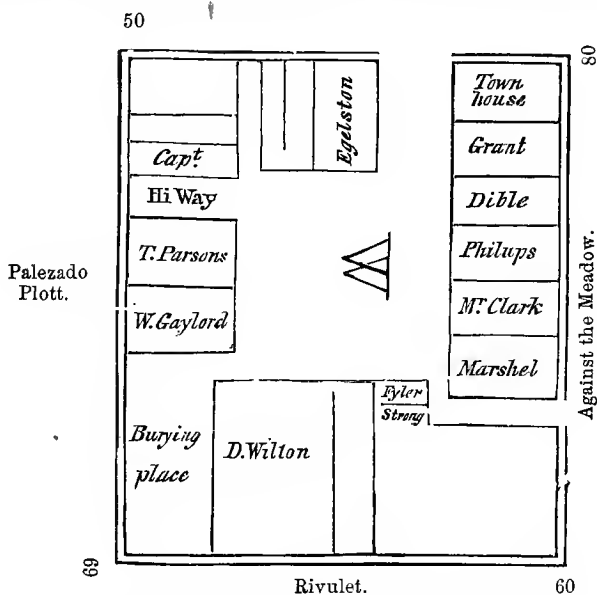 50
80
Town
house
Egelston
Grant
Capt.
Hi Way
Dible
Palezado
Plott.
T. Parsons
Philups
W. Gaylord
Mr. Clark
Against the Meadow.
Marshel
Fyler
Strong
Burying
place
D. Wilton
69
Rivulet.
60